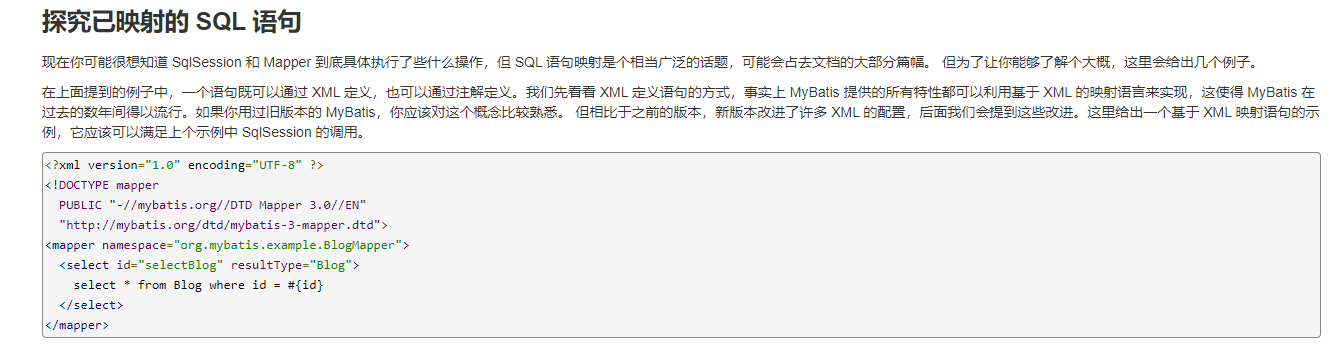 探究已映射的 SQL 语句
现在你可能很想知道 SqlSession 和 Mapper 到底具体执行了些什么操作，但 SQL 语句映射是个相当广泛的话题，可能会占去文档的大部分篇幅。 但为了让你能够了解个大概，这里会给出几个例子。
在上面提到的例子中，一个语句既可以通过 XML 定义，也可以通过注解定义。我们先看看 XML 定义语句的方式，事实上 MyBatis 提供的所有特性都可以利用基于 XML 的映射语言来实现，这使得 MyBatis 在
过去的数年间得以流行。如果你用过旧版本的 MyBatis，你应该对这个概念比较熟悉。 但相比于之前的版本，新版本改进了许多 XML 的配置，后面我们会提到这些改进。这里给出一个基于 XML 映射语句的示
例，它应该可以满足上个示例中 SqlSession 的调用。
<?xml version="1.0" encoding="UTF-8" ?>
<!DOCTYPE mapper
  PUBLIC "-//mybatis.org//DTD Mapper 3.0//EN"
  "http://mybatis.org/dtd/mybatis-3-mapper.dtd">
<mapper namespace="org.mybatis.example.BlogMapper">
  <select id="selectBlog" resultType="Blog">
    select * from Blog where id = #{id}
  </select>
</mapper>